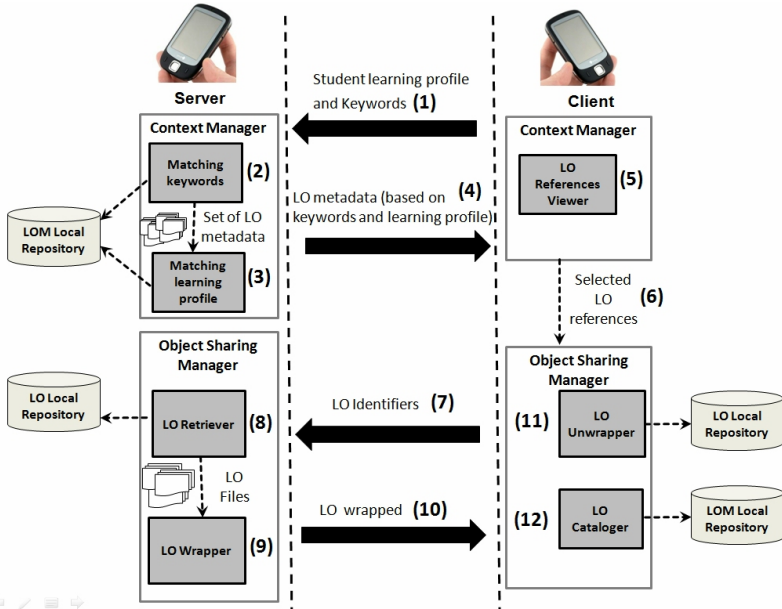 Server
Client
Student learning profile
and Keywords (1)
Context Manager
Matching
keywords
(2)
Set of LO
metadata
Matching
learning
profile
(3)
LOM Local
Repository
LO metadata (based on (4)
keywords and learning profile)
Context Manager
LO
References
Viewer
(5)
Selected
LO
references
(6)
Object Sharing
Manager
LO Local
Repository
LO Retriever
(8)
LO
Files
LO Wrapper
(9)
LO Identifiers (7)
LO wrapped (10)
Object Sharing
Manager
(11)
LO
Unwrapper
LO Local
Repository
(12)
LO
Cataloger
LOM Local
Repository